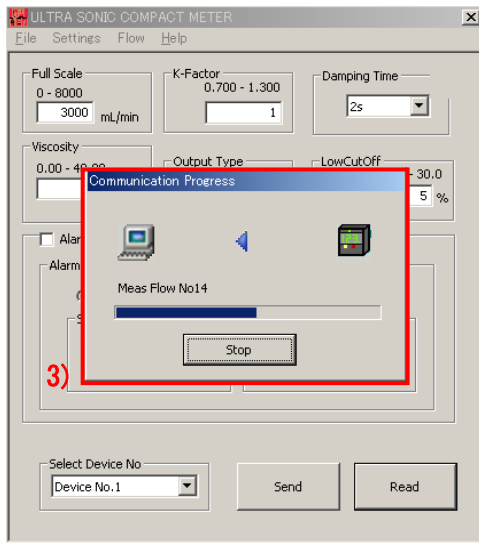 ULTRA SONIC COMPACT METER
File Settings Flow Help
Full Scale
0 - 8000
3000 mL/min
K-Factor
0.700 - 1.300
1
Damping Time
2s
Viscosity
0.00 - 40.00
Output Type
LowCutOff
- 30.0
5 %
Communication Progress
Meas Flow No14
Stop
Alar
Alarm
S
3)
Select Device No
Device No.1
Send
Read